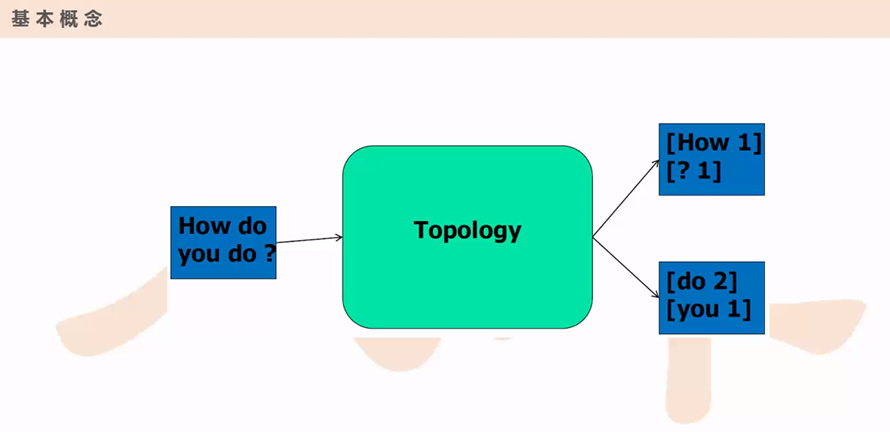 基本概念
How do
you do ?
Topology
[How 1]
[? 1]
[do 2]
[you 1]